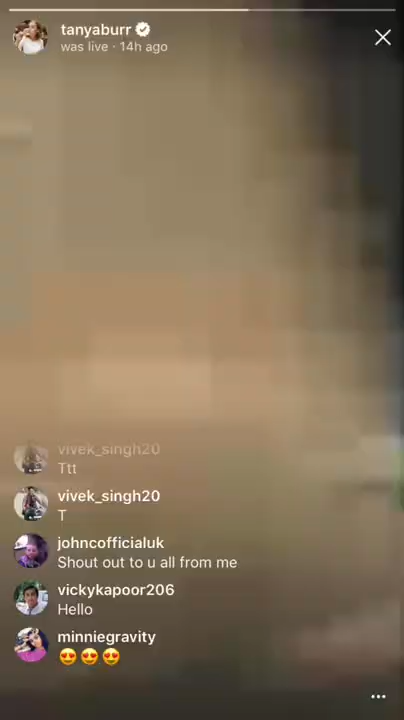 tanyaburr
was live · 14h ago
vivek_singh20
Ttt
vivek_singh20
T
johncofficialuk
Shout out to u all from me
vickykapoor206
Hello
minniegravity
😍😍😍